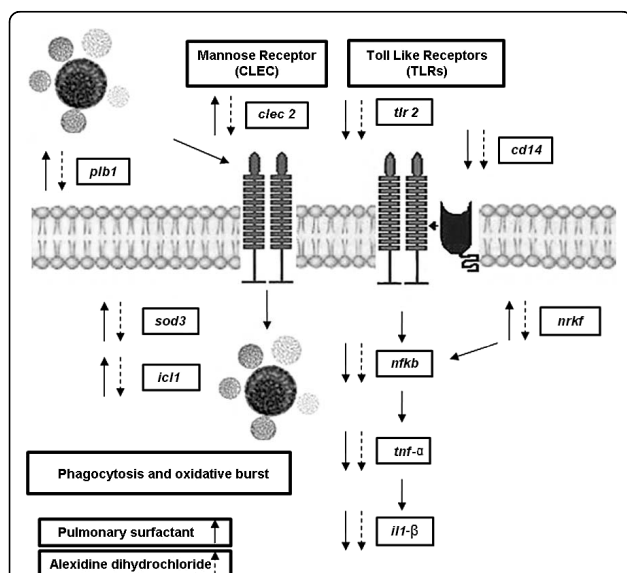 Mannose Receptor
(CLEC)
Toll Like Receptors
(TLRs)
clec 2
tlr 2
cd14
plb1
sod3
nrkf
icl1
nfkb
tnf-α
Phagocytosis and oxidative burst
il1-β
Pulmonary surfactant
Alexidine dihydrochloride